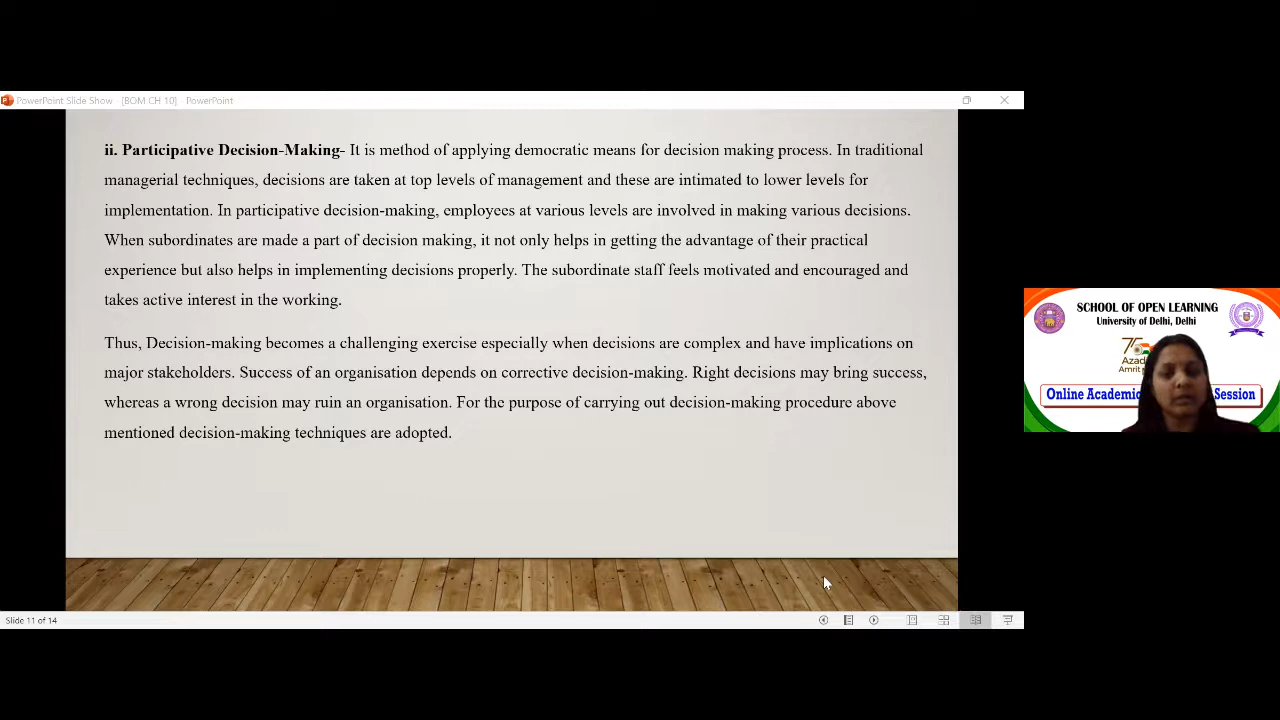 PowerPoint Slide Show - [BOM CH 10] - PowerPoint
ii. Participative Decision-Making- It is method of applying democratic means for decision making process. In traditional
managerial techniques, decisions are taken at top levels of management and these are intimated to lower levels for
implementation. In participative decision-making, employees at various levels are involved in making various decisions.
When subordinates are made a part of decision making, it not only helps in getting the advantage of their practical
experience but also helps in implementing decisions properly. The subordinate staff feels motivated and encouraged and
takes active interest in the working.
Thus, Decision-making becomes a challenging exercise especially when decisions are complex and have implications on
major stakeholders. Success of an organisation depends on corrective decision-making. Right decisions may bring success,
whereas a wrong decision may run an organisation. For the purpose of carrying out decision-making procedure above
mentioned decision-making techniques are adopted.
Slide 11 of 14
SCHOOL OF OPEN LEARNING
University of Delhi, Delhi
75
Azad
Amrit
Online Academic Session